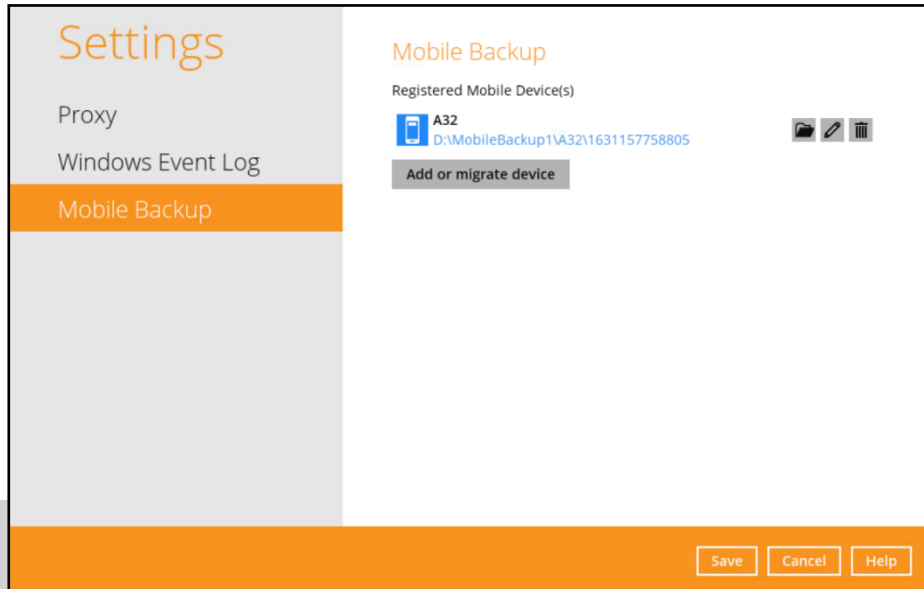 Settings
Proxy
Windows Event Log
Mobile Backup
Mobile Backup
Registered Mobile Device(s)
A32
D:\MobileBackup1\A32\1631157758805
Add or migrate device
Save
Cancel
Help